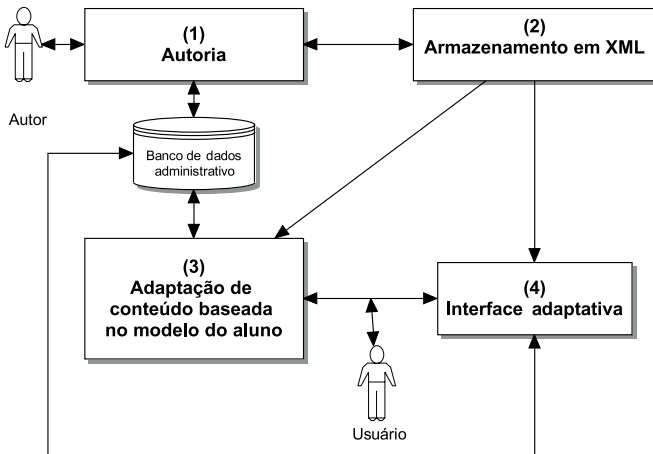 (1)
Autoria
(2)
Armazenamento em XML
Autor
Banco de dados
administrativo
(3)
Adaptação de
conteúdo baseada
no modelo do aluno
(4)
Interface adaptativa
Usuário